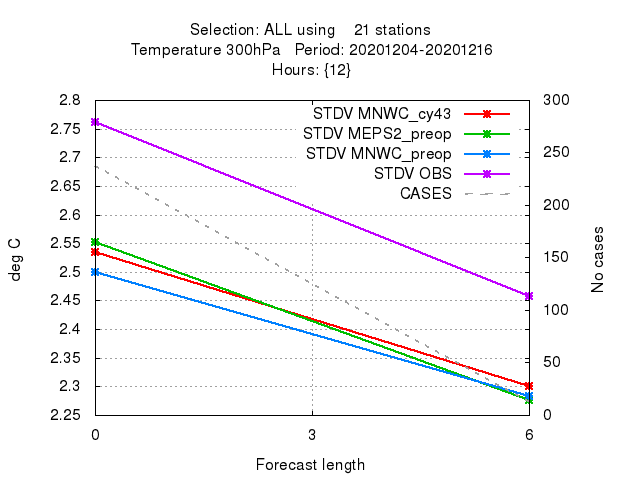 Selection: ALL using    21 stations
Temperature 300hPa   Period: 20201204-20201216
Hours: {12}
2.8
2.75
2.7
2.65
2.6
2.55
2.5
2.45
2.4
2.35
2.3
2.25
deg C
STDV MNWC_cy43
STDV MEPS2_preop
STDV MNWC_preop
STDV OBS
CASES
300
250
200
150
100
50
0
No cases
0 3 6
Forecast length